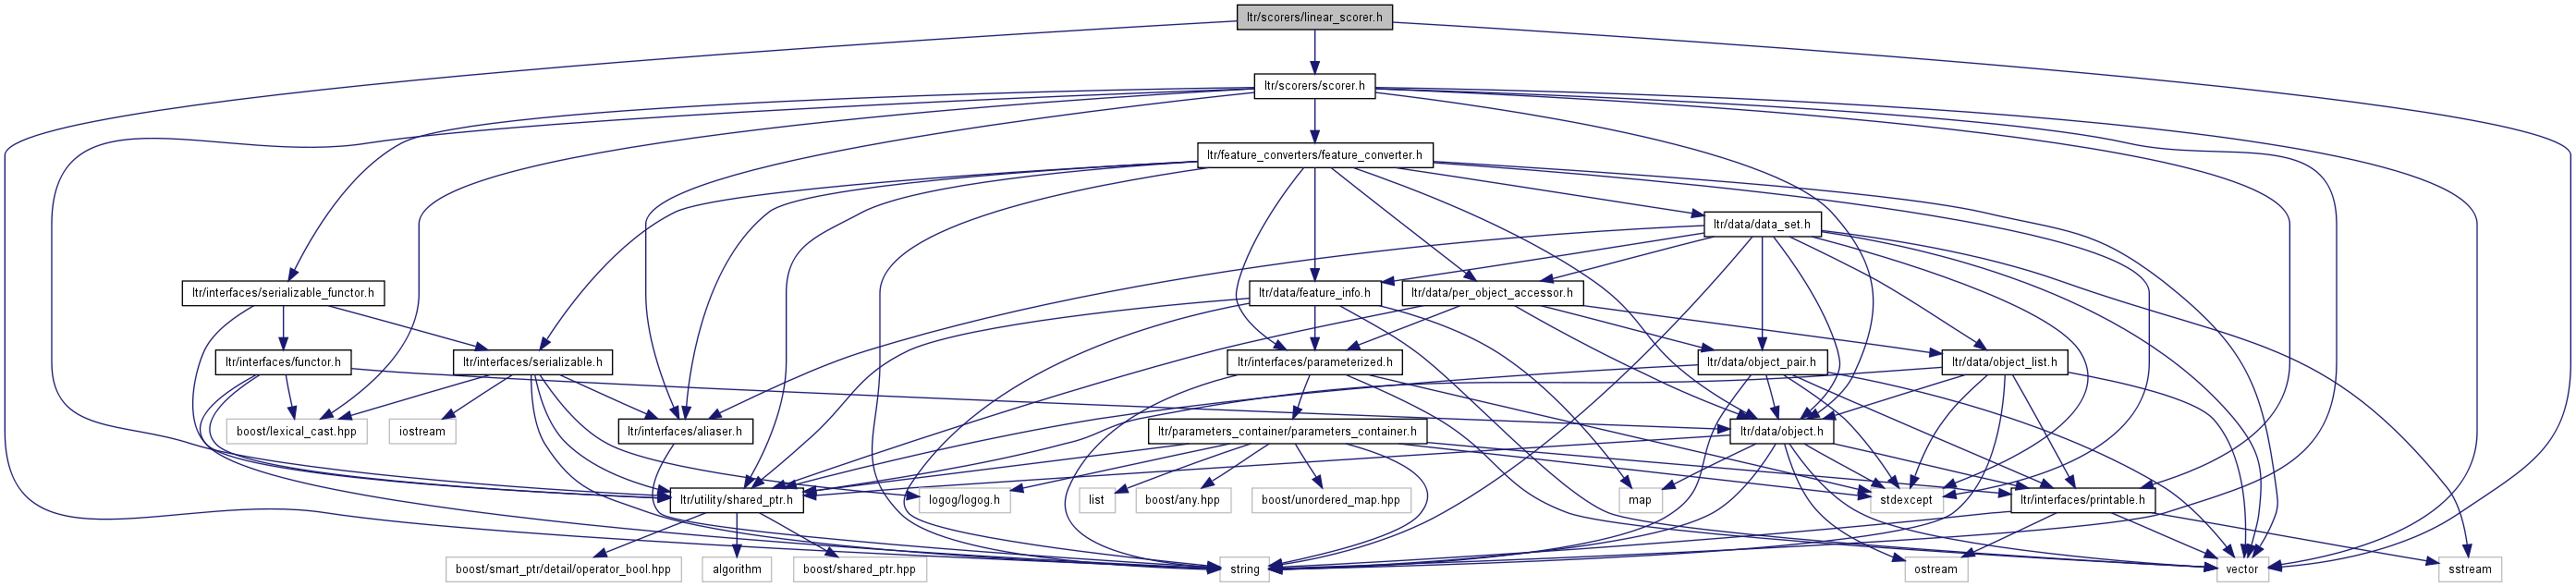 ltr/scorers/linear_scorer.h
ltr/scorers/scorer.h
ltr/feature_converters/feature_converter.h
ltr/data/data_set.h
ltr/interfaces/serializable_functor.h
ltr/data/feature_info.h
ltr/data/per_object_accessor.h
ltr/interfaces/functor.h
ltr/interfaces/serializable.h
ltr/interfaces/parameterized.h
ltr/data/object_pair.h
ltr/data/object_list.h
boost/lexical_cast.hpp
iostream
ltr/interfaces/aliaser.h
ltr/parameters_container/parameters_container.h
ltr/data/object.h
ltr/utility/shared_ptr.h
logog/logog.h
list
boost/any.hpp
boost/unordered_map.hpp
map
stdexcept
ltr/interfaces/printable.h
boost/smart_ptr/detail/operator_bool.hpp
algorithm
boost/shared_ptr.hpp
string
ostream
vector
sstream